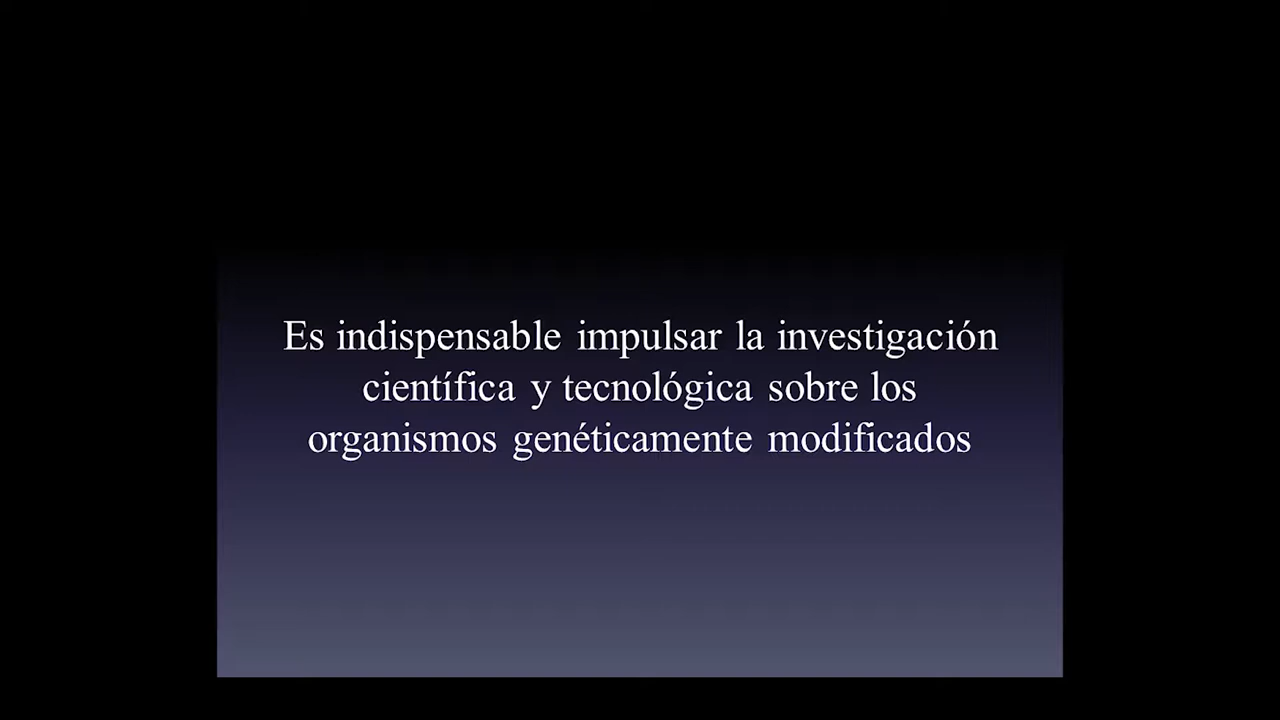 Es indispensable impulsar la investigación
científica y tecnológica sobre los
organismos genéticamente modificados